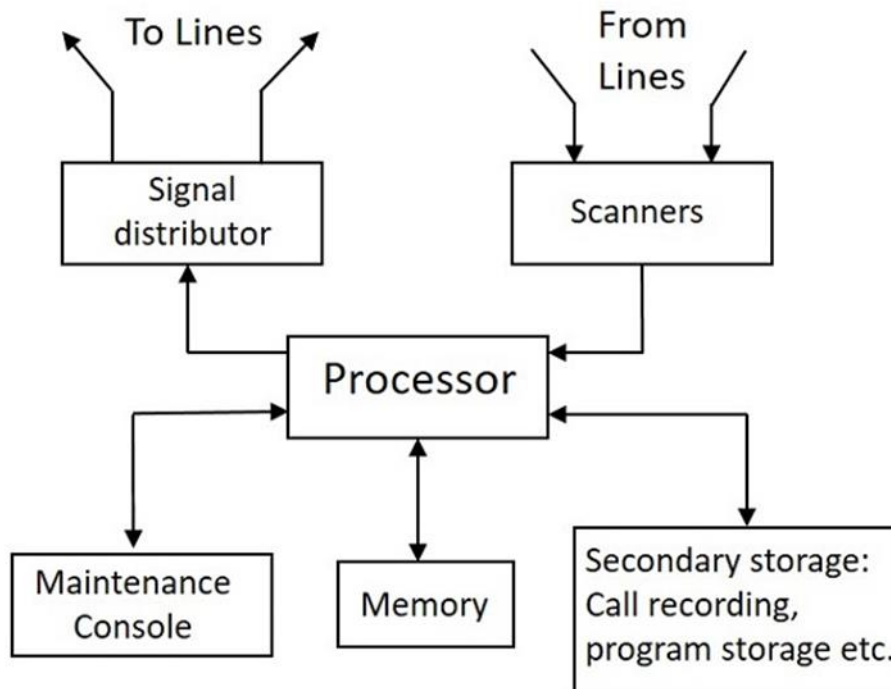 To Lines
From
Lines
Signal
distributor
Scanners
Processor
Maintenance
Console
Memory
Secondary storage:
Call recording,
program storage etc.